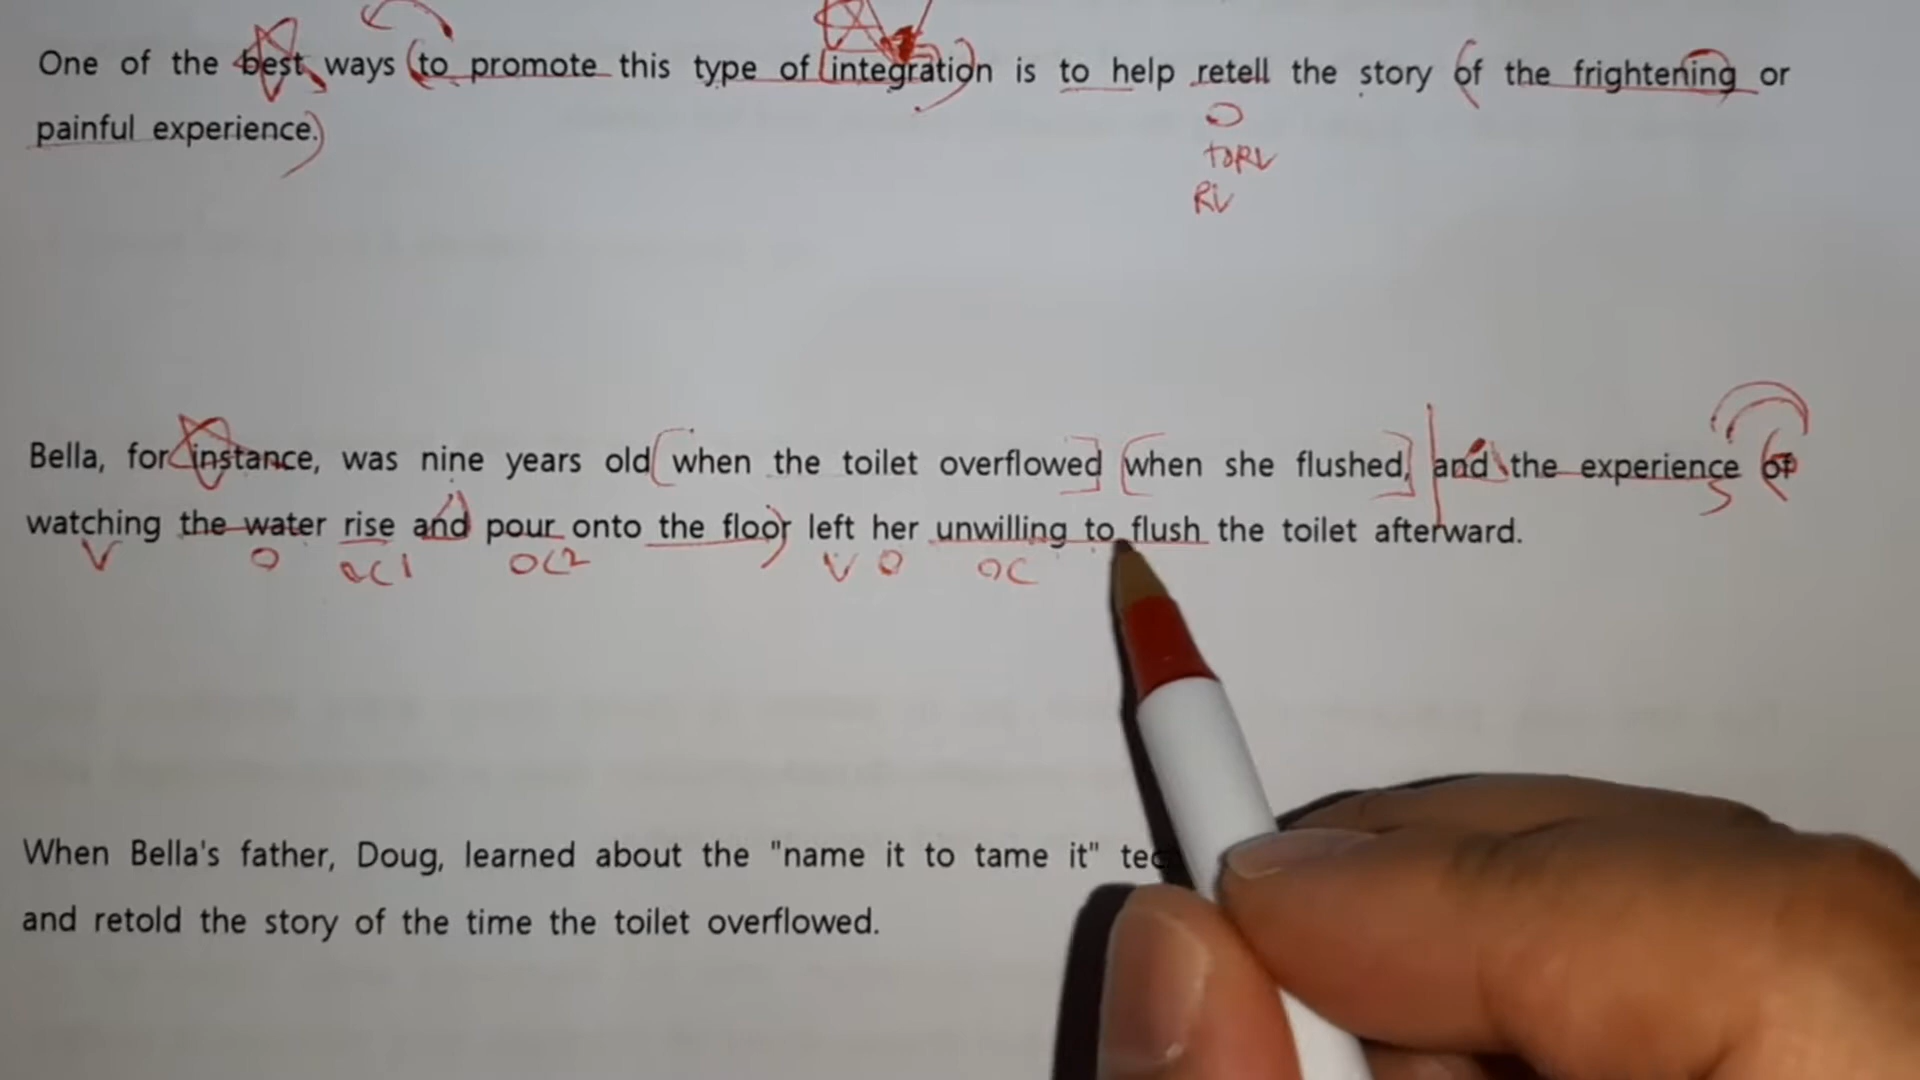 One of the best ways to promote this type of integration is to help retell the story of the frightening or
O
painful experience.
toRV
RV
Bella, for instance, was nine years old when the toilet overflowed when she flushed, and the experience of
S
watching the water rise and pour onto the floor left her unwilling to flush the toilet afterward.
V O OC1 OC2 V O OC
When Bella's father, Doug, learned about the "name it to tame it"
and retold the story of the time the toilet overflowed.